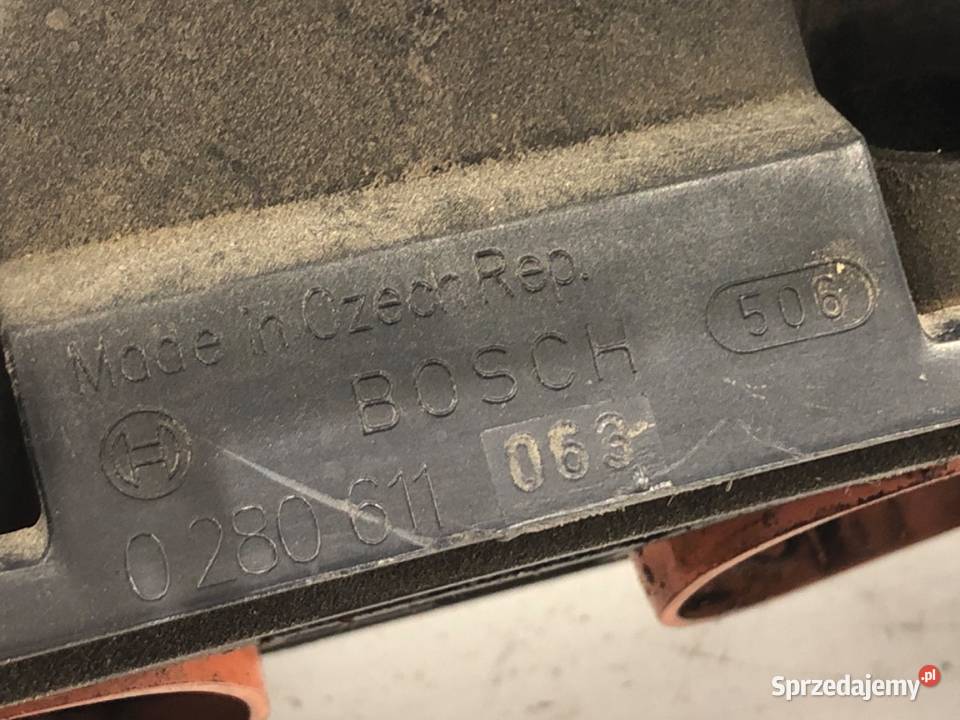 Made in Czech Rep.
BOSCH
506
0 280 611 063
Sprzedajemy.pl